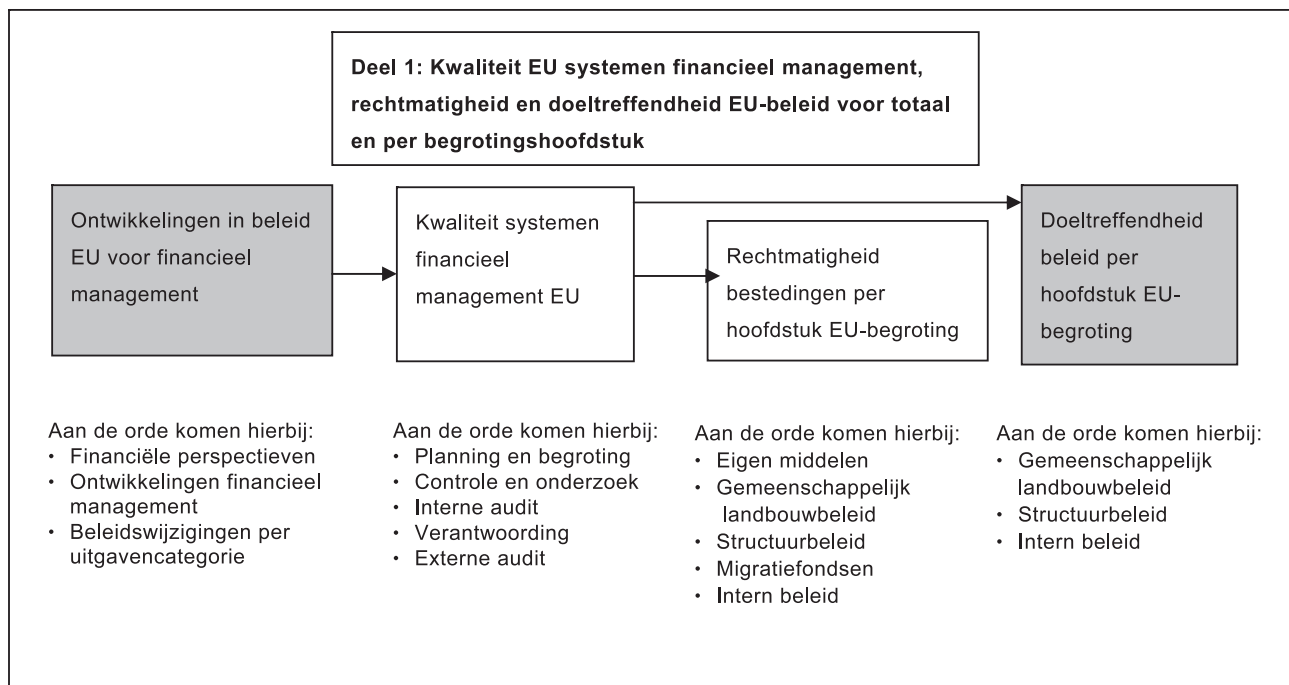 Deel 1: Kwaliteit EU systemen financieel management,
rechtmatigheid en doeltreffendheid EU-beleid voor totaal
en per begrotingshoofdstuk
Ontwikkelingen in beleid
EU voor financieel
management
Kwaliteit systemen
financieel
management EU
Rechtmatigheid
bestedingen per
hoofdstuk EU-begroting
Doeltreffendheid
beleid per
hoofdstuk EU-
begroting
Aan de orde komen hierbij:
• Financiële perspectieven
• Ontwikkelingen financieel
management
• Beleidswijzigingen per
uitgavencategorie
Aan de orde komen hierbij:
• Planning en begroting
• Controle en onderzoek
• Interne audit
• Verantwoording
• Externe audit
Aan de orde komen hierbij:
• Eigen middelen
• Gemeenschappelijk
landbouwbeleid
• Structuurbeleid
• Migratiefondsen
• Intern beleid
Aan de orde komen hierbij:
• Gemeenschappelijk
landbouwbeleid
• Structuurbeleid
• Intern beleid